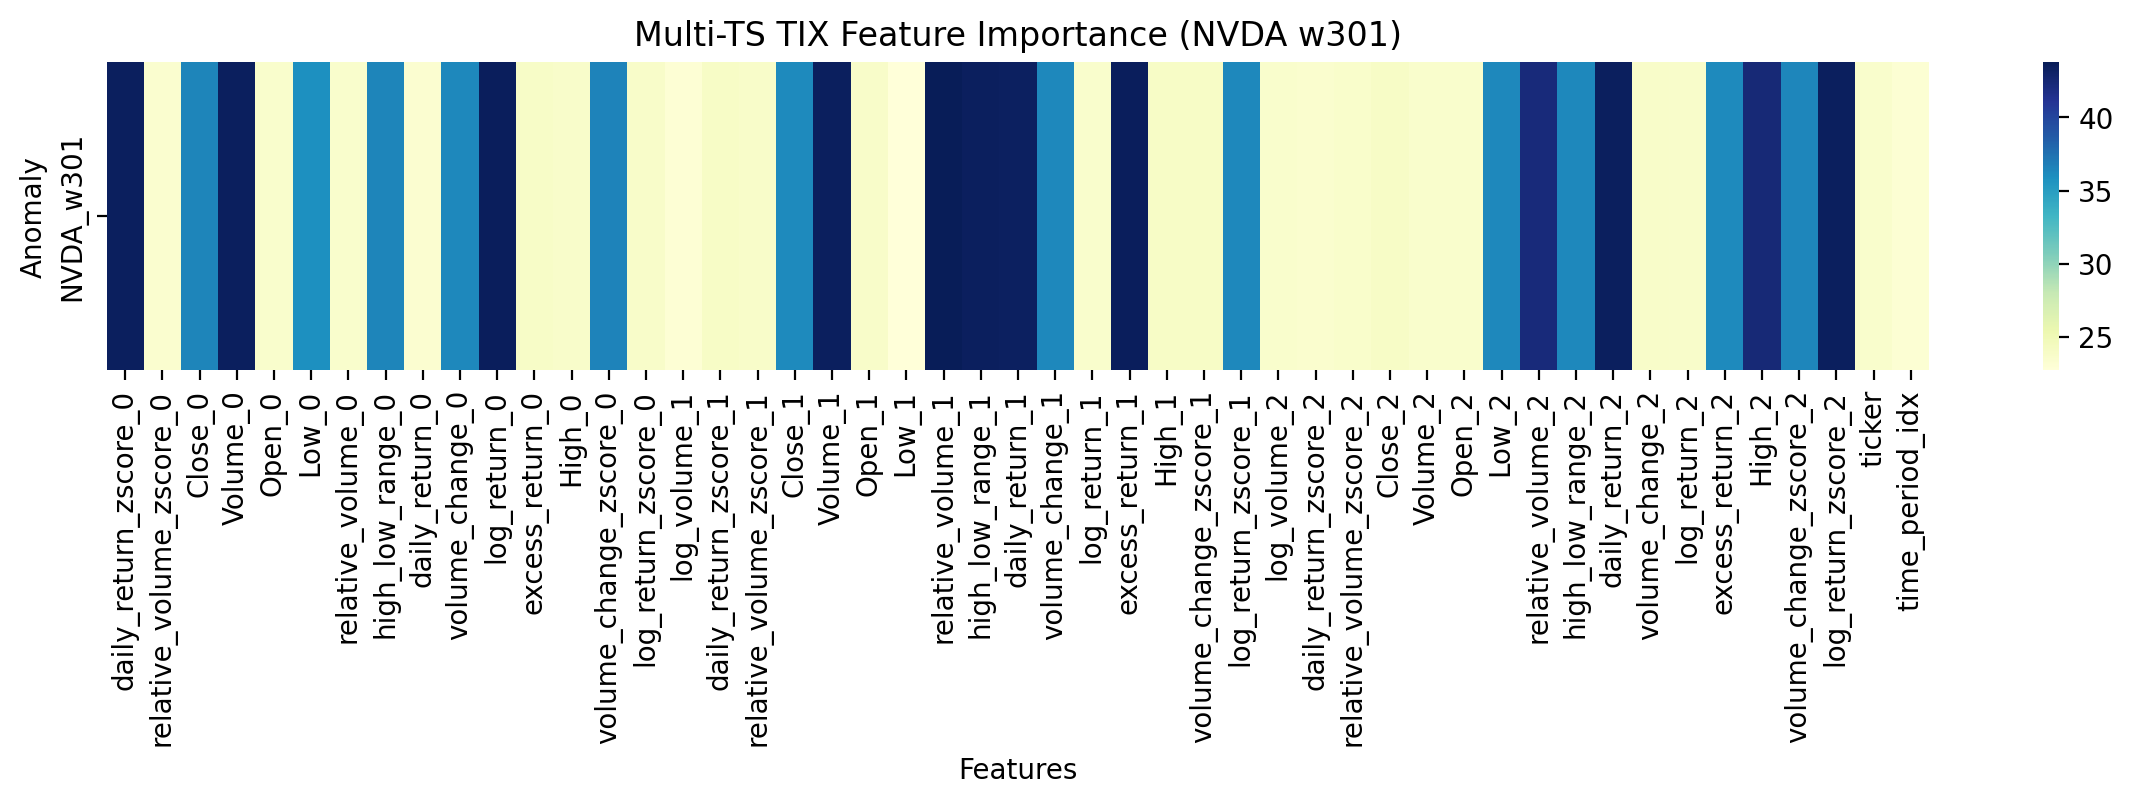 Multi-TS TIX Feature Importance (NVDA w301)
Anomaly
NVDA_w301
40
35
30
25
daily_return_zscore_0
relative_volume_zscore_0
Close_0
Volume_0
Open_0
Low_0
relative_volume_0
high_low_range_0
daily_return_0
volume_change_0
log_return_0
excess_return_0
High_0
volume_change_zscore_0
log_return_zscore_0
log_volume_1
daily_return_zscore_1
relative_volume_zscore_1
Close_1
Volume_1
Open_1
Low_1
relative_volume_1
high_low_range_1
daily_return_1
volume_change_1
log_return_1
excess_return_1
High_1
volume_change_zscore_1
log_return_zscore_1
log_volume_2
daily_return_zscore_2
relative_volume_zscore_2
Close_2
Volume_2
Open_2
Low_2
relative_volume_2
high_low_range_2
daily_return_2
volume_change_2
log_return_2
excess_return_2
High_2
volume_change_zscore_2
log_return_zscore_2
ticker
time_period_idx
Features